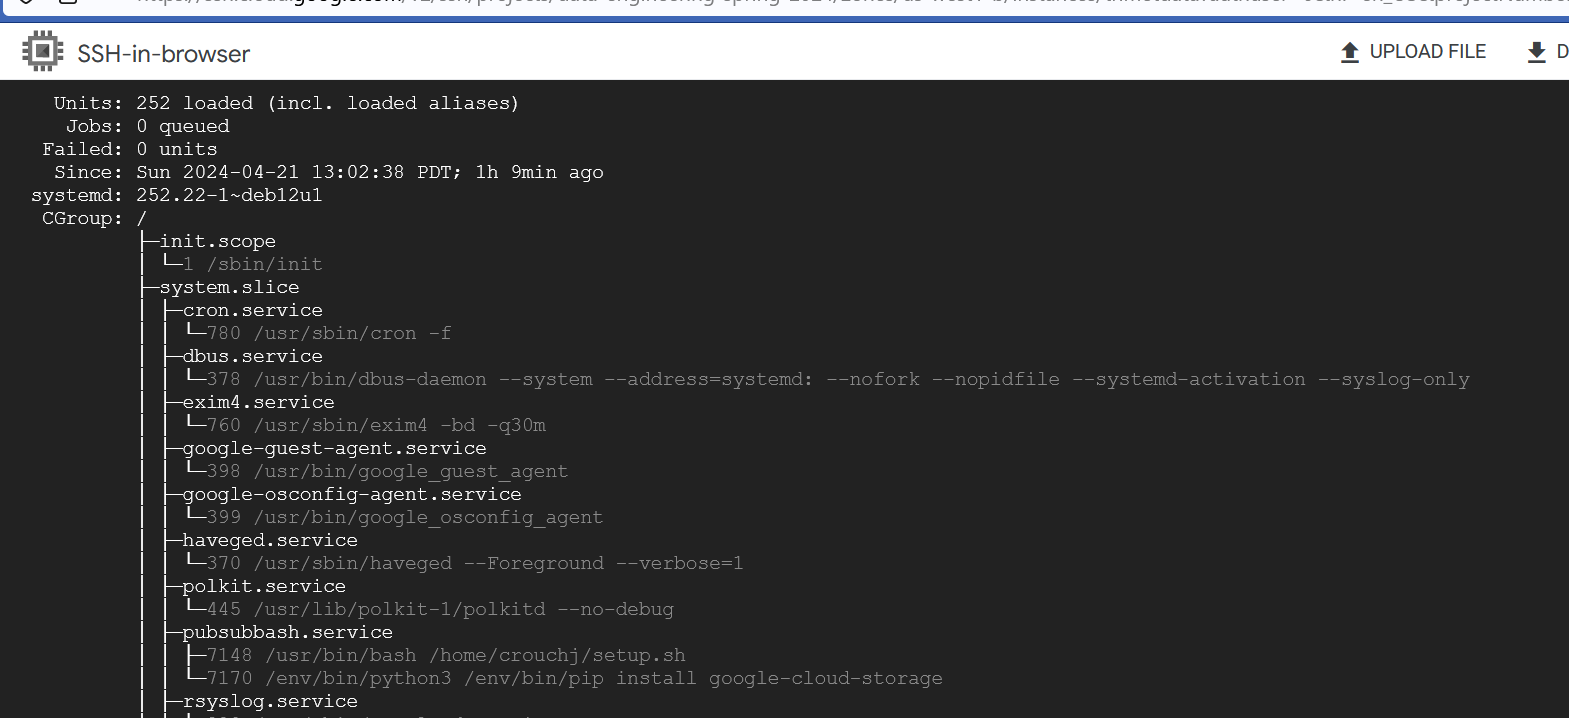 SSH-in-browser
UPLOAD FILE
D
Units: 252 loaded (incl. loaded aliases)
Jobs: 0 queued
Failed: 0 units
Since: Sun 2024-04-21 13:02:38 PDT; 1h 9min ago
systemd: 252.22-1~deb12u1
CGroup: /
├─init.scope
│ └─1 /sbin/init
├─system.slice
│ ├─cron.service
│ │ └─780 /usr/sbin/cron -f
│ ├─dbus.service
│ │ └─378 /usr/bin/dbus-daemon --system --address=systemd: --nofork --nopidfile --systemd-activation --syslog-only
│ ├─exim4.service
│ │ └─760 /usr/sbin/exim4 -bd -q30m
│ ├─google-guest-agent.service
│ │ └─398 /usr/bin/google_guest_agent
│ ├─google-osconfig-agent.service
│ │ └─399 /usr/bin/google_osconfig_agent
│ ├─haveged.service
│ │ └─370 /usr/sbin/haveged --Foreground --verbose=1
│ ├─polkit.service
│ │ └─445 /usr/lib/polkit-1/polkitd --no-debug
│ ├─pubsubbash.service
│ │ ├─7148 /usr/bin/bash /home/crouchj/setup.sh
│ │ └─7170 /env/bin/python3 /env/bin/pip install google-cloud-storage
│ ├─rsyslog.service